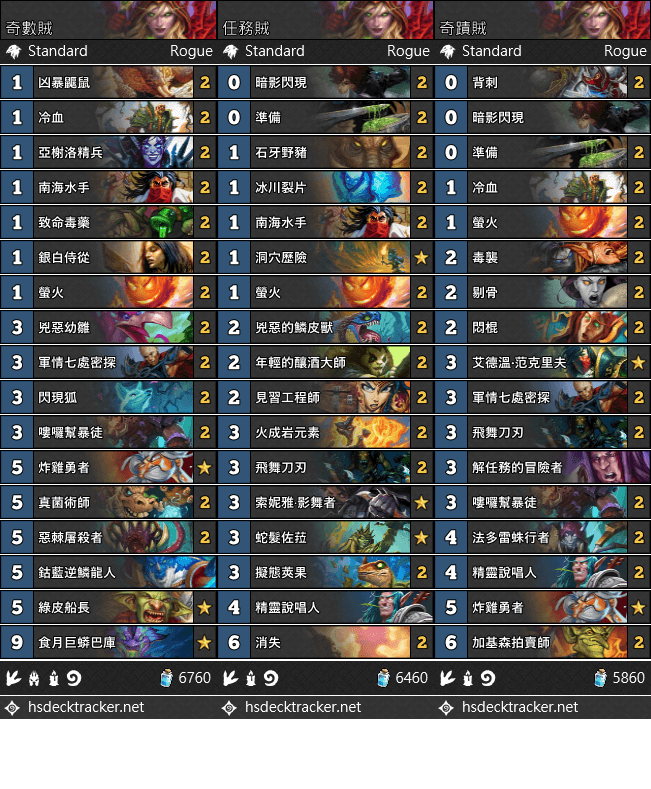 奇數賊
Standard Rogue
1 凶暴鼴鼠 2
1 冷血 2
1 亞榭洛精兵 2
1 南海水手 2
1 致命毒藥 2
1 銀白侍從 2
1 螢火 2
3 兇惡幼雛 2
3 軍情七處密探 2
3 閃現狐 2
3 嘍囉幫暴徒 2
5 炸雞勇者
5 真菌術師 2
5 惡棘屠殺者 2
5 鈷藍逆鱗龍人
5 綠皮船長
9 食月巨蟒巴庫
6760
hsdecktracker.net
任務賊
Standard Rogue
0 暗影閃現 2
0 準備 2
1 石牙野豬 2
1 冰川裂片 2
1 南海水手 2
1 洞穴歷險
1 螢火 2
2 兇惡的鱗皮獸 2
2 年輕的釀酒大師 2
2 見習工程師 2
3 火成岩元素 2
3 飛舞刀刃 2
3 索妮雅·影舞者
3 蛇髮佐菈
3 擬態莢果 2
4 精靈說唱人
6 消失 2
6460
hsdecktracker.net
奇蹟賊
Standard Rogue
0 背刺 2
0 暗影閃現
0 準備 2
1 冷血 2
1 螢火 2
2 毒襲 2
2 剔骨 2
2 悶棍 2
3 艾德溫·范克里夫
3 軍情七處密探 2
3 飛舞刀刃 2
3 解任務的冒險者
3 嘍囉幫暴徒 2
4 法多雷蛛行者 2
4 精靈說唱人 2
5 炸雞勇者
6 加基森拍賣師 2
5860
hsdecktracker.net